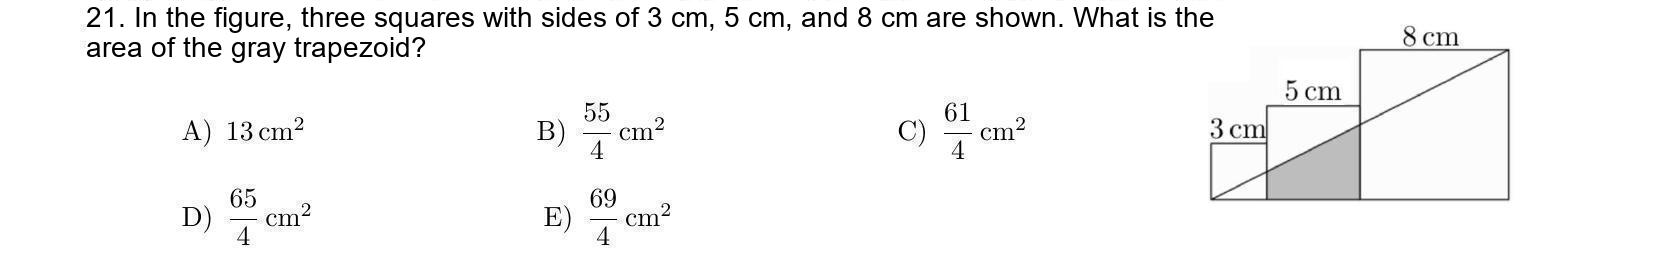 21. In the figure, three squares with sides of 3 cm, 5 cm, and 8 cm are shown. What is the
area of the gray trapezoid?
8 cm
5 cm
3 cm
A) 13 cm²
B) 55/4 cm²
C) 61/4 cm²
D) 65/4 cm²
E) 69/4 cm²